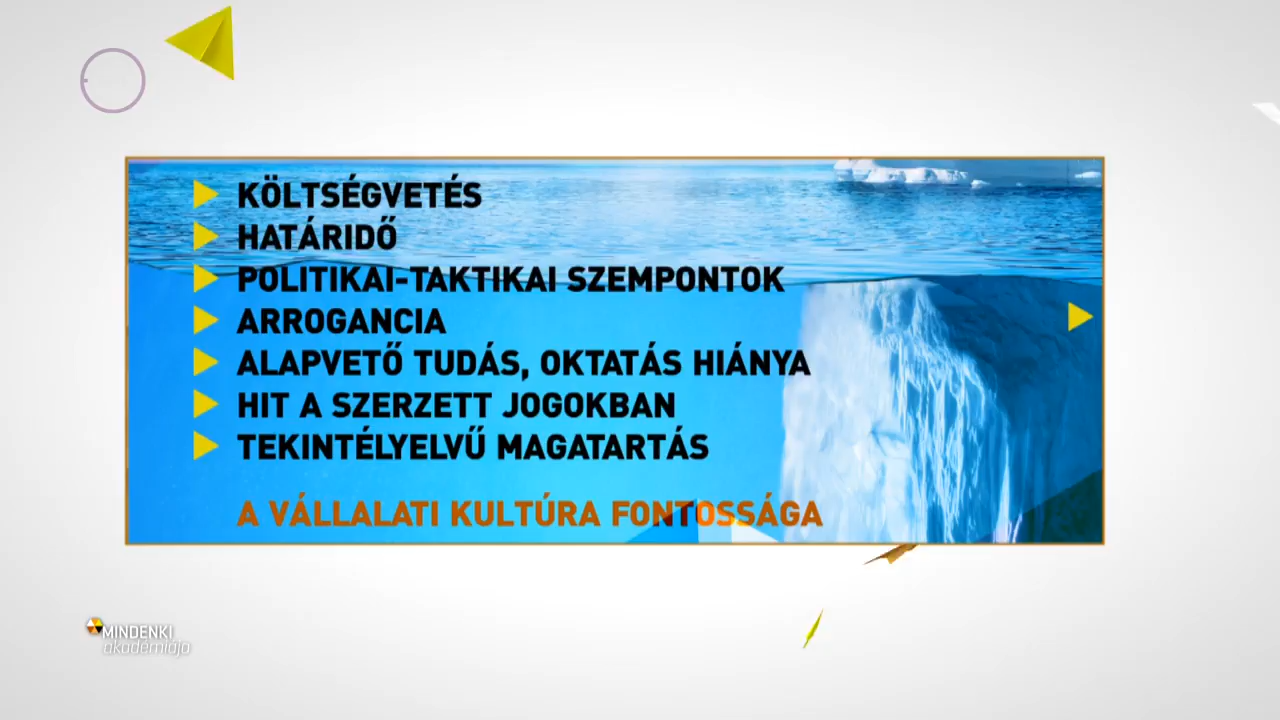 KÖLTSÉGVETÉS
HATÁRIDŐ
POLITIKAI-TAKTIKAI SZEMPONTOK
ARROGANCIA
ALAPVETŐ TUDÁS, OKTATÁS HIÁNYA
HIT A SZERZETT JOGOKBAN
TEKINTÉLYELVŰ MAGATARTÁS
A VÁLLALATI KULTÚRA FONTOSSÁGA
MINDENKI
akadémiája